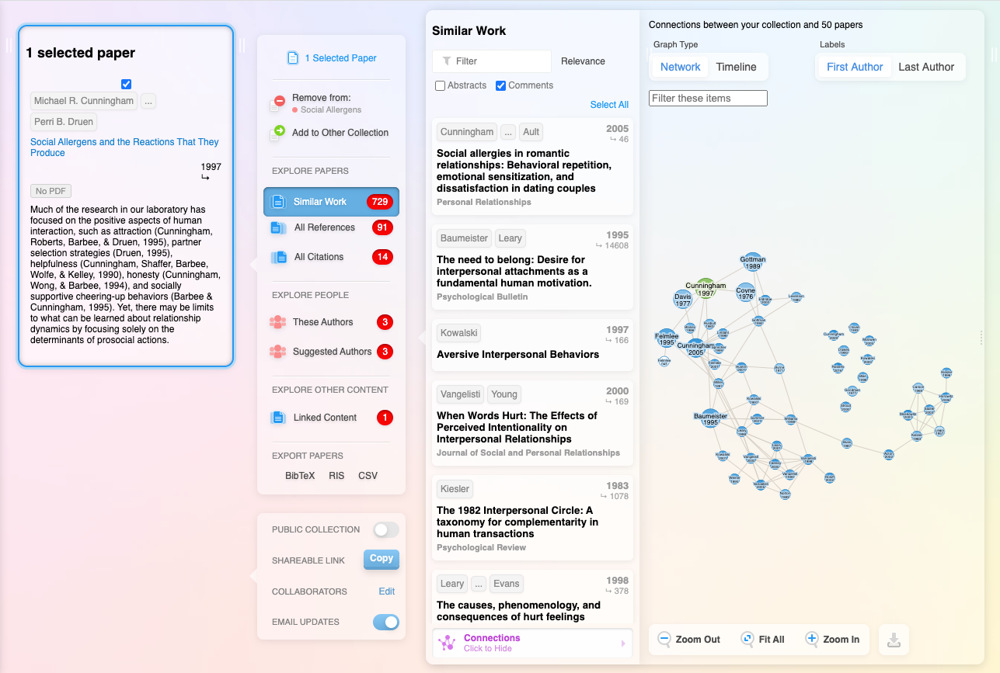 1 selected paper
Michael R. Cunningham
...
Perri B. Druen
Social Allergens and the Reactions That They
Produce
1997
No PDF
Much of the research in our laboratory has
focused on the positive aspects of human
interaction, such as attraction (Cunningham,
Roberts, Barbee, & Druen, 1995), partner
selection strategies (Druen, 1995),
helpfulness (Cunningham, Shaffer, Barbee,
Wolfe, & Kelley, 1990), honesty (Cunningham,
Wong, & Barbee, 1994), and socially
supportive cheering-up behaviors (Barbee &
Cunningham, 1995). Yet, there may be limits
to what can be learned about relationship
dynamics by focusing solely on the
determinants of prosocial actions.
1 Selected Paper
Remove from:
Social Allergens
Add to Other Collection
EXPLORE PAPERS
Similar Work 729
All References 91
All Citations 14
EXPLORE PEOPLE
These Authors 3
Suggested Authors 3
EXPLORE OTHER CONTENT
Linked Content 1
EXPORT PAPERS
BibTeX RIS CSV
PUBLIC COLLECTION
SHAREABLE LINK Copy
COLLABORATORS Edit
EMAIL UPDATES
Similar Work
Filter Relevance
Abstracts Comments
Select All
Cunningham ... Ault 2005
46
Social allergies in romantic
relationships: Behavioral repetition,
emotional sensitization, and
dissatisfaction in dating couples
Personal Relationships
Baumeister Leary 1995
14608
The need to belong: Desire for
interpersonal attachments as a
fundamental human motivation.
Psychological Bulletin
Kowalski 1997
166
Aversive Interpersonal Behaviors
Vangelisti Young 2000
169
When Words Hurt: The Effects of
Perceived Intentionality on
Interpersonal Relationships
Journal of Social and Personal Relationships
Kiesler 1983
1078
The 1982 Interpersonal Circle: A
taxonomy for complementarity in
human transactions
Psychological Review
Leary ... Evans 1998
378
The causes, phenomenology, and
consequences of hurt feelings
Connections
Click to Hide
Connections between your collection and 50 papers
Graph Type Labels
Network Timeline First Author Last Author
Filter these items
Gottman
1989
Cunningham
1997
Coyne
1976
Davis
1977
Felmlee
1995
Cunningham
2005
Baumeister
1995
Zoom Out Fit All Zoom In